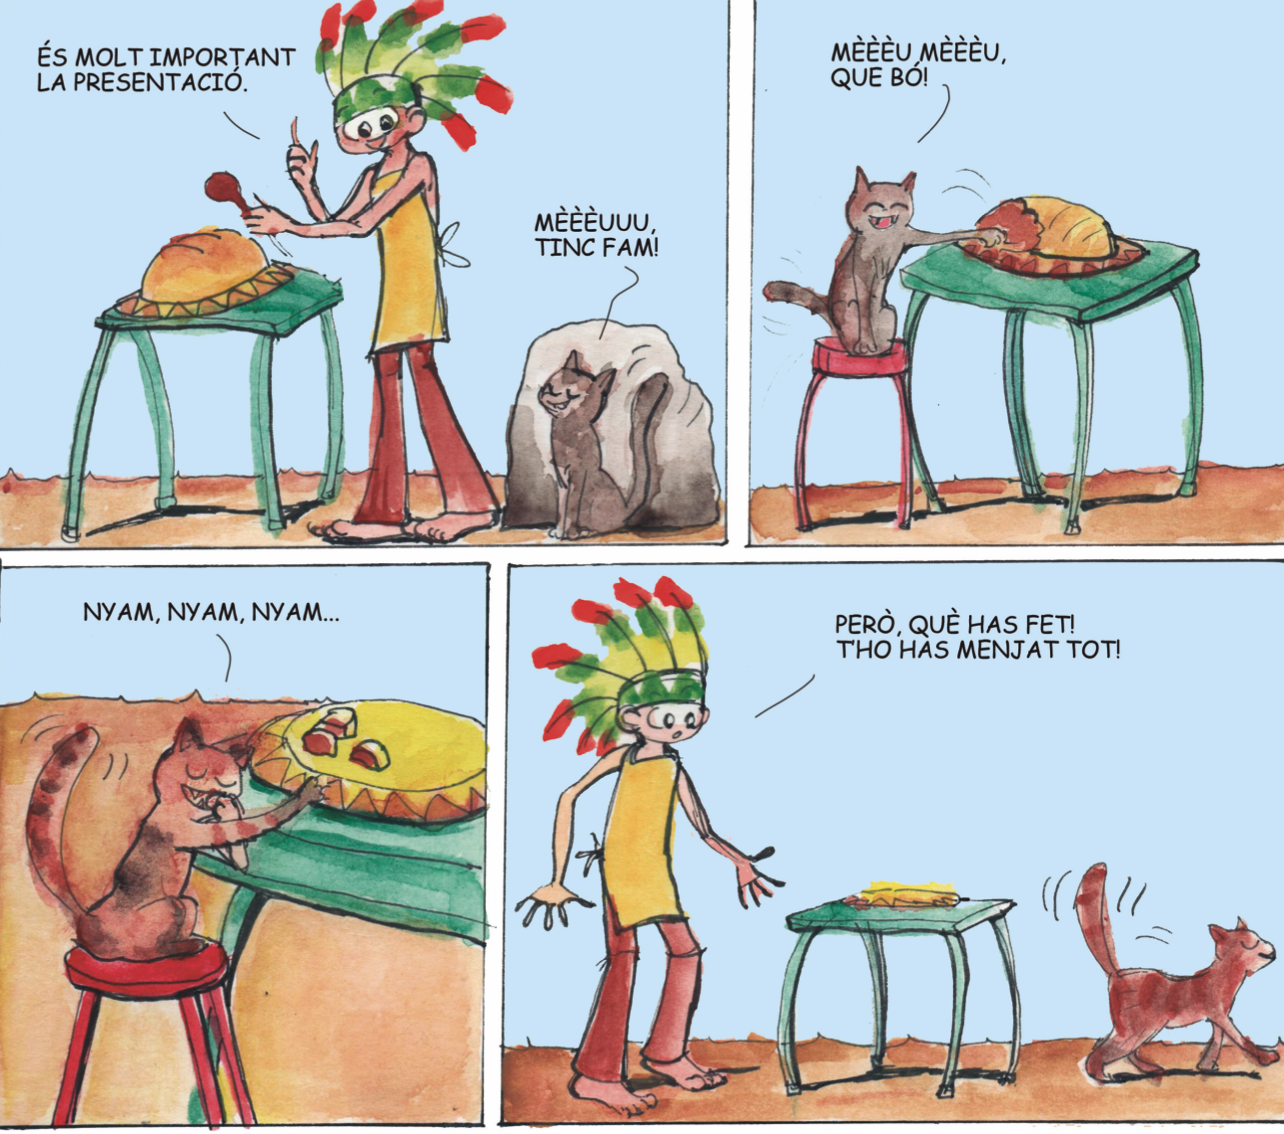 ÉS MOLT IMPORTANT
LA PRESENTACIÓ.
MÈÈÈUUU,
TINC FAM!
MÈÈÈU,MÈÈÈU,
QUE BÓ!
NYAM, NYAM, NYAM...
PERÒ, QUÈ HAS FET!
T'HO HAS MENJAT TOT!